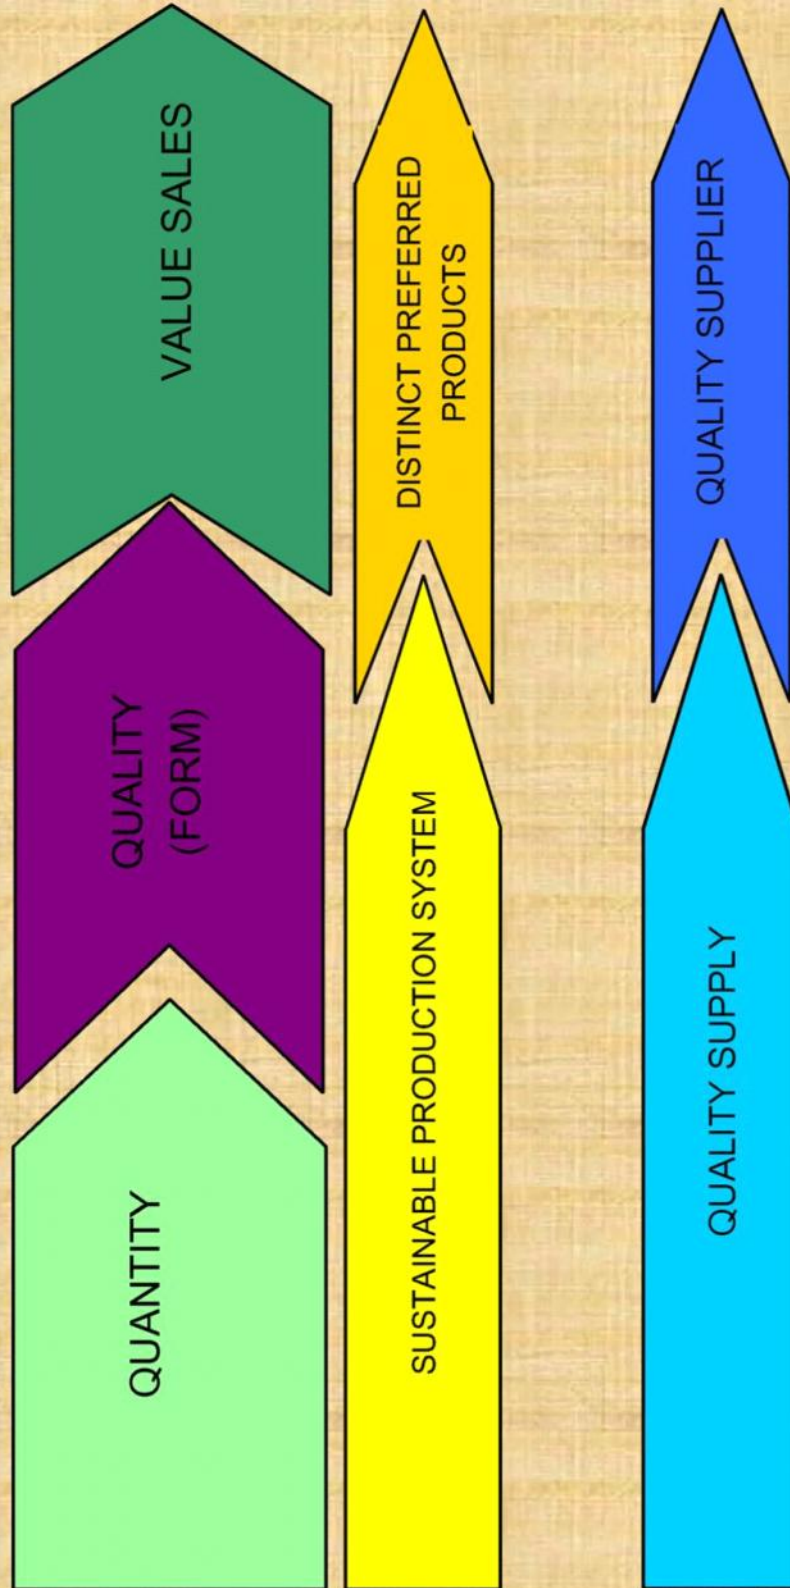 QUANTITY
QUALITY
(FORM)
VALUE SALES
SUSTAINABLE PRODUCTION SYSTEM
DISTINCT PREFERRED
PRODUCTS
QUALITY SUPPLY
QUALITY SUPPLIER